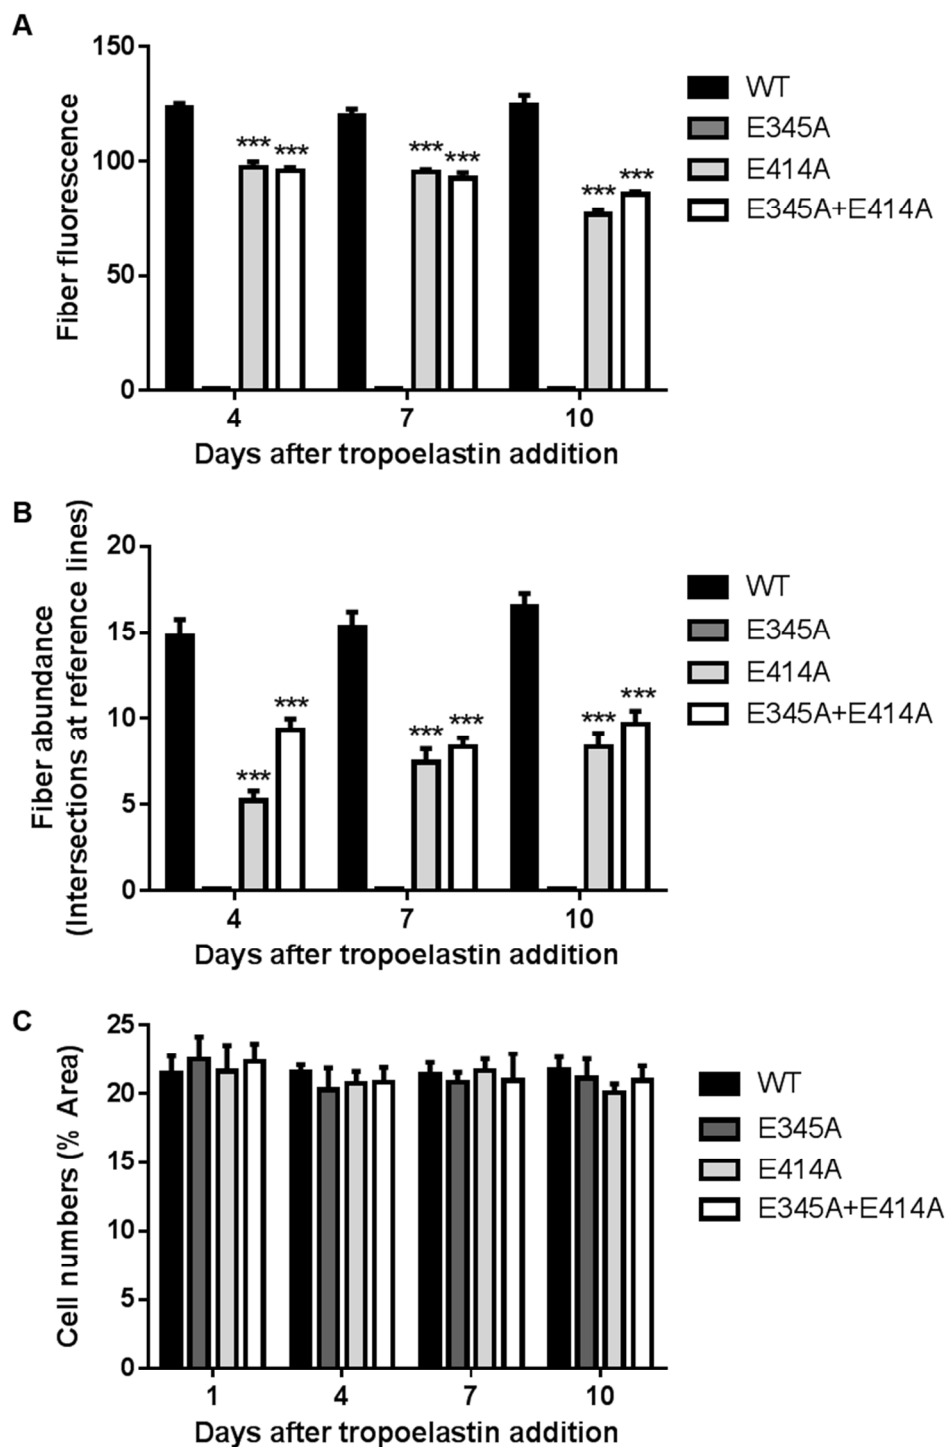 A
Fiber fluorescence
150
100
50
0
*** ***
*** ***
*** ***
4 7 10
Days after tropoelastin addition
WT
E345A
E414A
E345A+E414A
B
Fiber abundance
(Intersections at reference lines)
20
15
10
5
0
*** ***
*** ***
*** ***
4 7 10
Days after tropoelastin addition
WT
E345A
E414A
E345A+E414A
C
Cell numbers (% Area)
25
20
15
10
5
0
1 4 7 10
Days after tropoelastin addition
WT
E345A
E414A
E345A+E414A